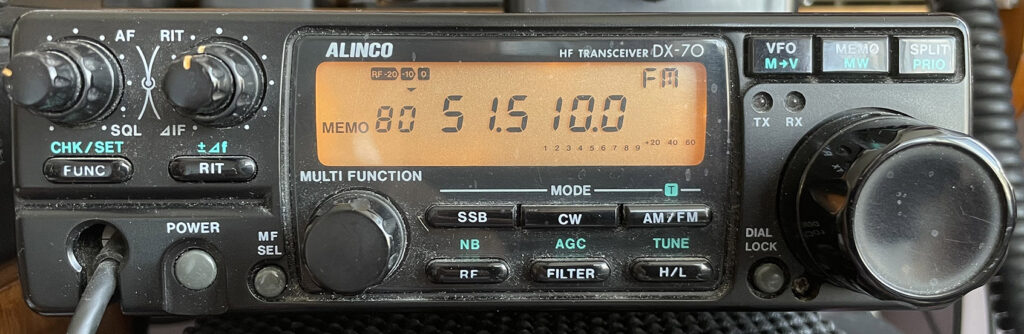 AF RIT
SQL ⊿IF
CHK/SET ±⊿f
FUNC RIT
POWER
MF
SEL
ALINCO HF TRANSCEIVER DX-70
RF -20 -10 0
FM
MEMO 80 51.510.0
1 2 3 4 5 6 7 8 9 +20 40 60
MULTI FUNCTION
MODE T
SSB CW AM/FM
NB AGC TUNE
RF FILTER H/L
VFO MEMO SPLIT
M➔V MW PRIO
TX RX
DIAL
LOCK